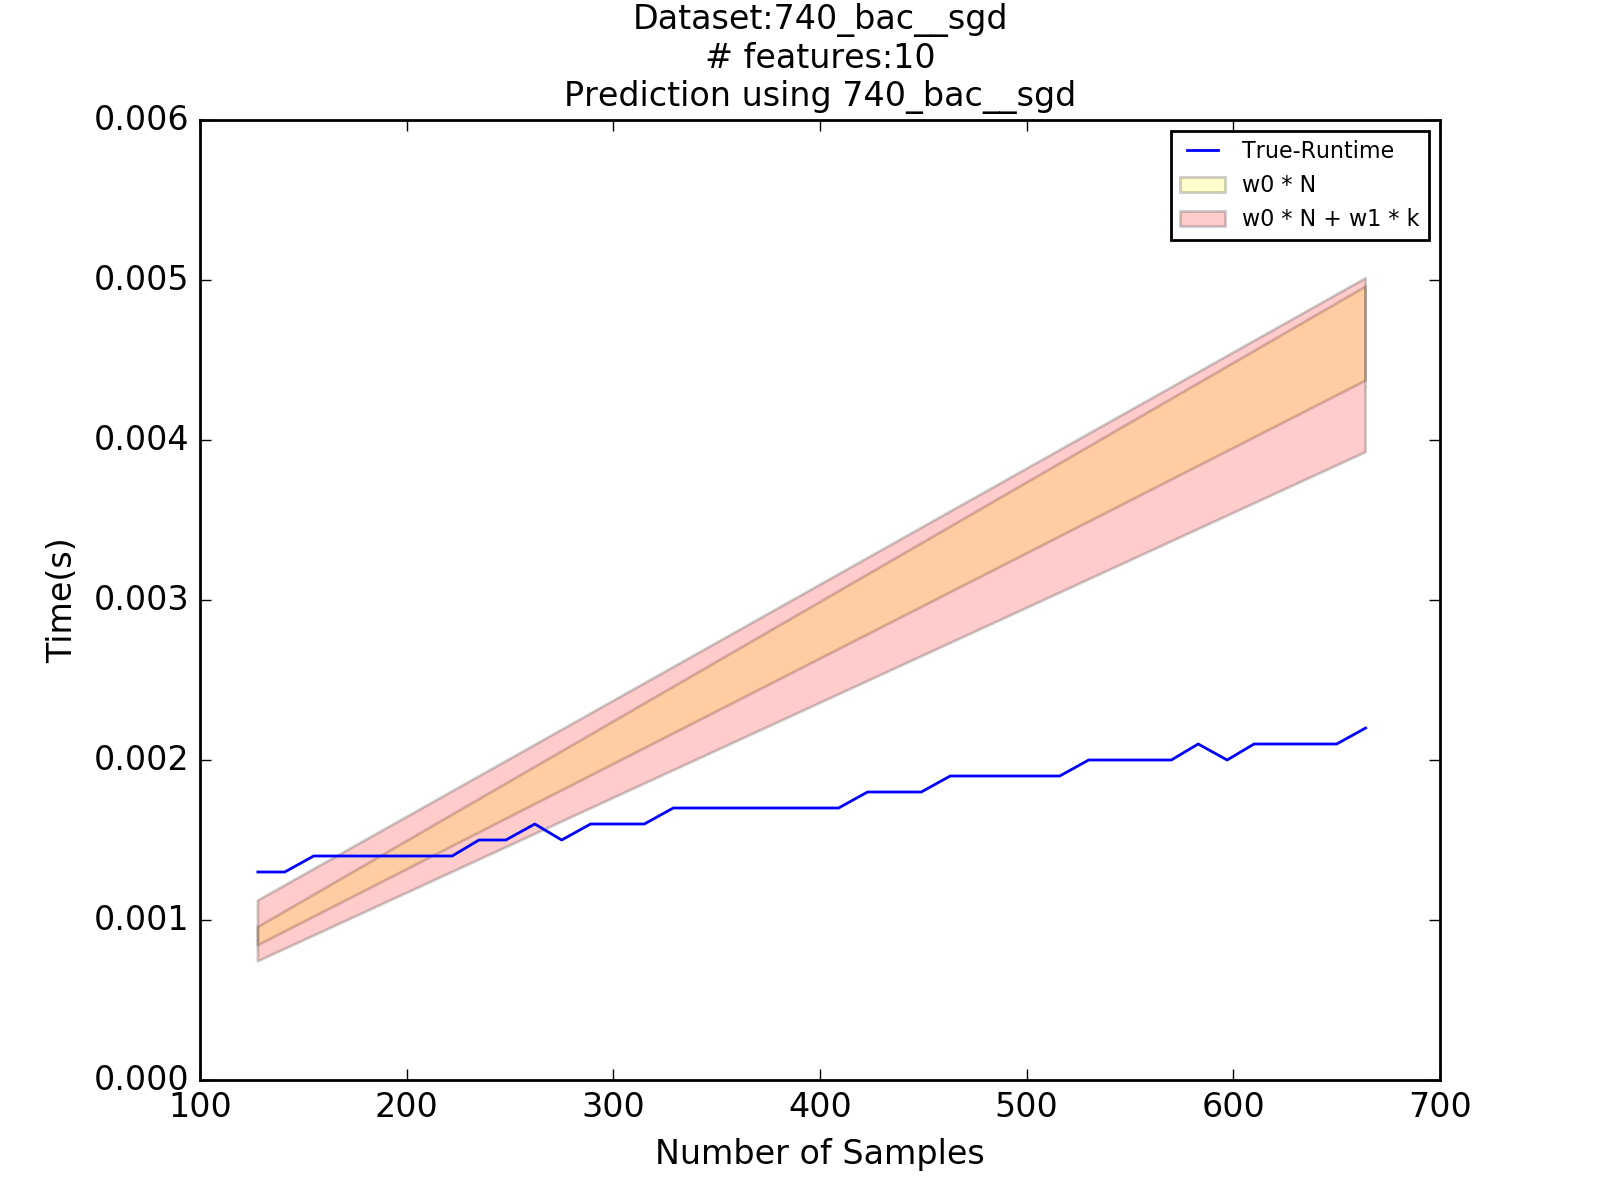 Dataset:740_bac__sgd
# features:10
Prediction using 740_bac__sgd
0.006
0.005
0.004
0.003
0.002
0.001
0.000
Time(s)
True-Runtime
w0 * N
w0 * N + w1 * k
100 200 300 400 500 600 700
Number of Samples